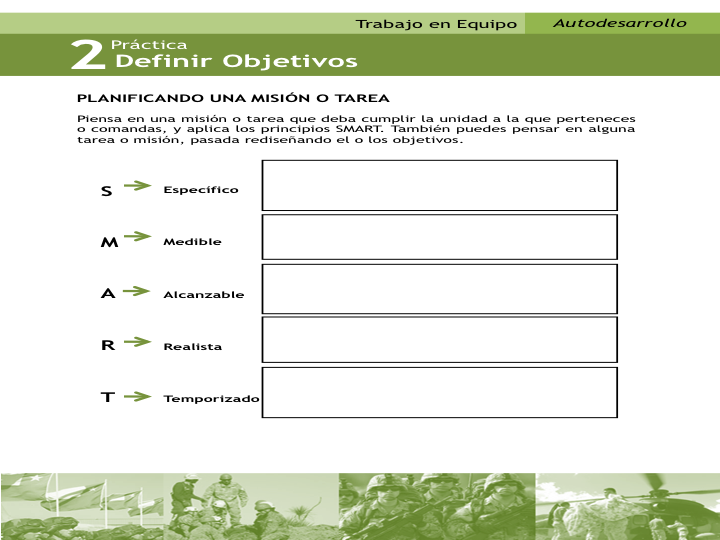 Trabajo en Equipo
Autodesarrollo
2
Práctica
Definir Objetivos
PLANIFICANDO UNA MISIÓN O TAREA
Piensa en una misión o tarea que deba cumplir la unidad a la que perteneces
o comandas, y aplica los principios SMART. También puedes pensar en alguna
tarea o misión, pasada rediseñando el o los objetivos.
S Específico
M Medible
A Alcanzable
R Realista
T Temporizado